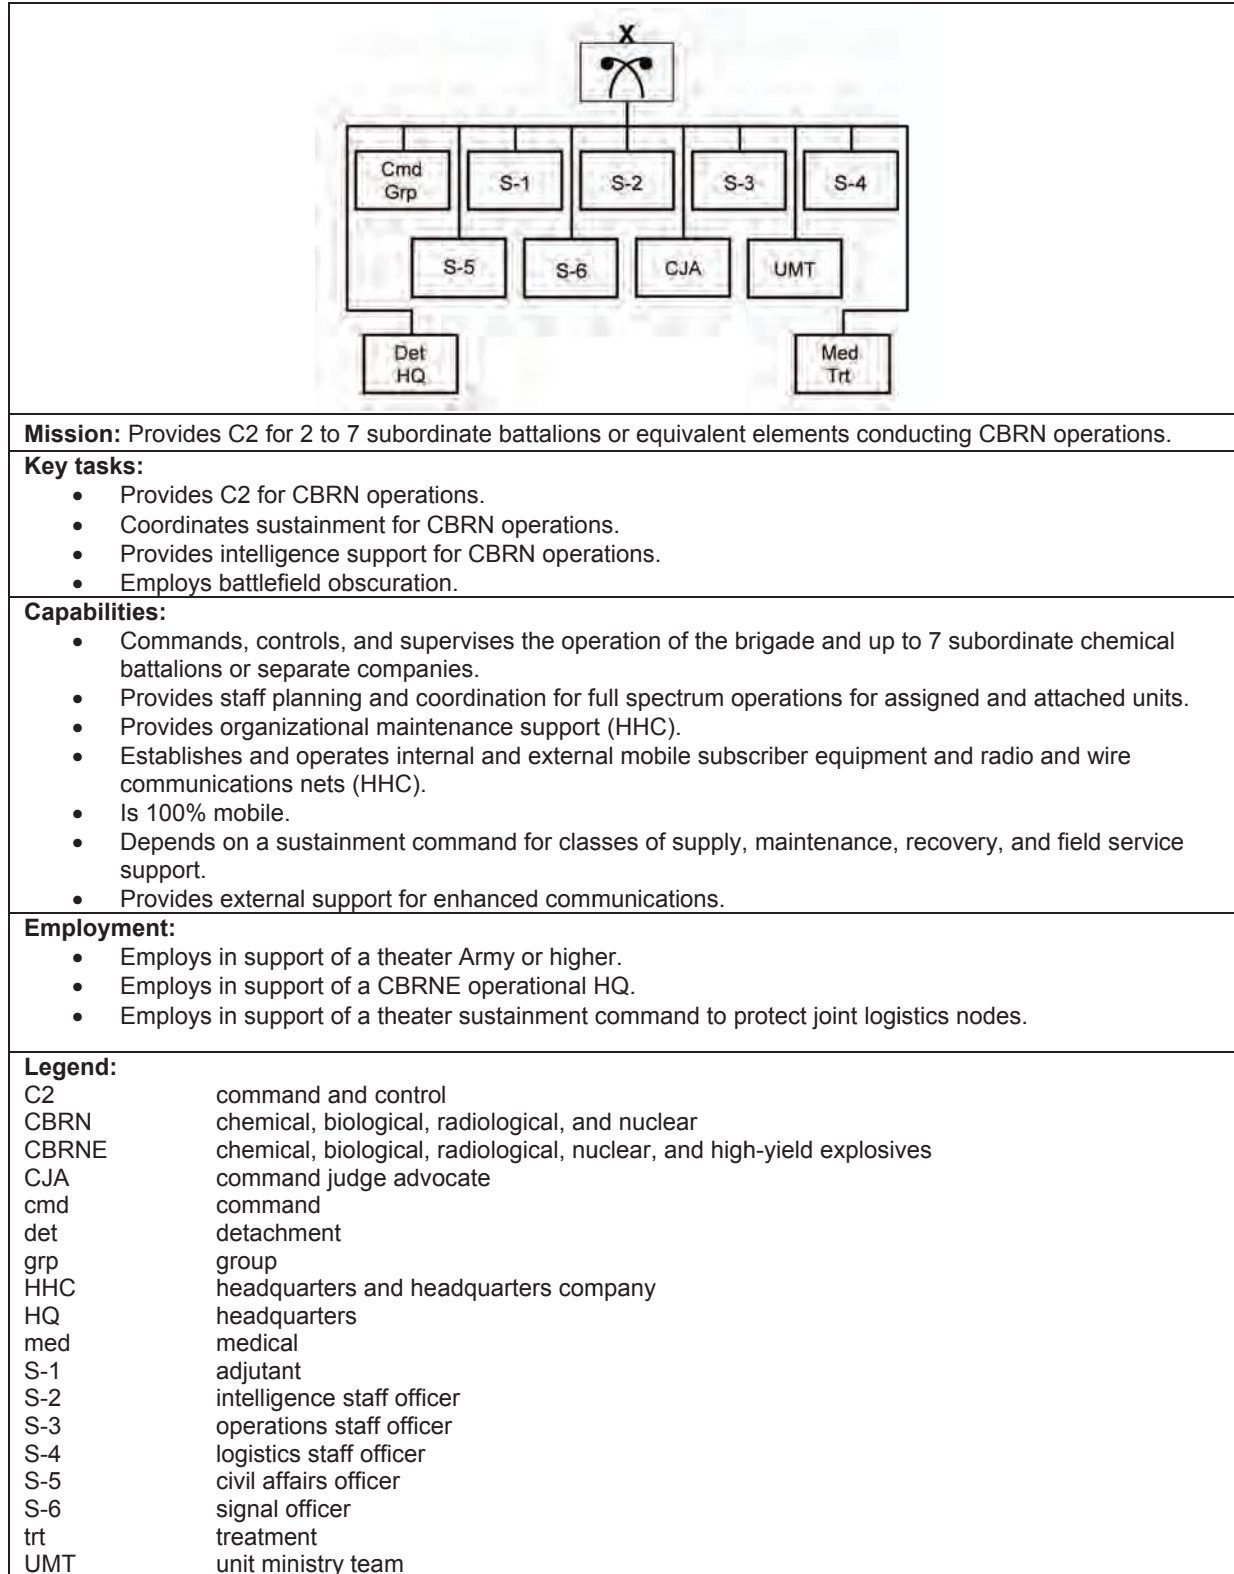 X
Cmd
Grp
S-1
S-2
S-3
S-4
S-5
S-6
CJA
UMT
Det
HQ
Med
Trt
Mission: Provides C2 for 2 to 7 subordinate battalions or equivalent elements conducting CBRN operations.
Key tasks:
• Provides C2 for CBRN operations.
• Coordinates sustainment for CBRN operations.
• Provides intelligence support for CBRN operations.
• Employs battlefield obscuration.
Capabilities:
• Commands, controls, and supervises the operation of the brigade and up to 7 subordinate chemical
battalions or separate companies.
• Provides staff planning and coordination for full spectrum operations for assigned and attached units.
• Provides organizational maintenance support (HHC).
• Establishes and operates internal and external mobile subscriber equipment and radio and wire
communications nets (HHC).
• Is 100% mobile.
• Depends on a sustainment command for classes of supply, maintenance, recovery, and field service
support.
• Provides external support for enhanced communications.
Employment:
• Employs in support of a theater Army or higher.
• Employs in support of a CBRNE operational HQ.
• Employs in support of a theater sustainment command to protect joint logistics nodes.
Legend:
C2 command and control
CBRN chemical, biological, radiological, and nuclear
CBRNE chemical, biological, radiological, nuclear, and high-yield explosives
CJA command judge advocate
cmd command
det detachment
grp group
HHC headquarters and headquarters company
HQ headquarters
med medical
S-1 adjutant
S-2 intelligence staff officer
S-3 operations staff officer
S-4 logistics staff officer
S-5 civil affairs officer
S-6 signal officer
trt treatment
UMT unit ministry team